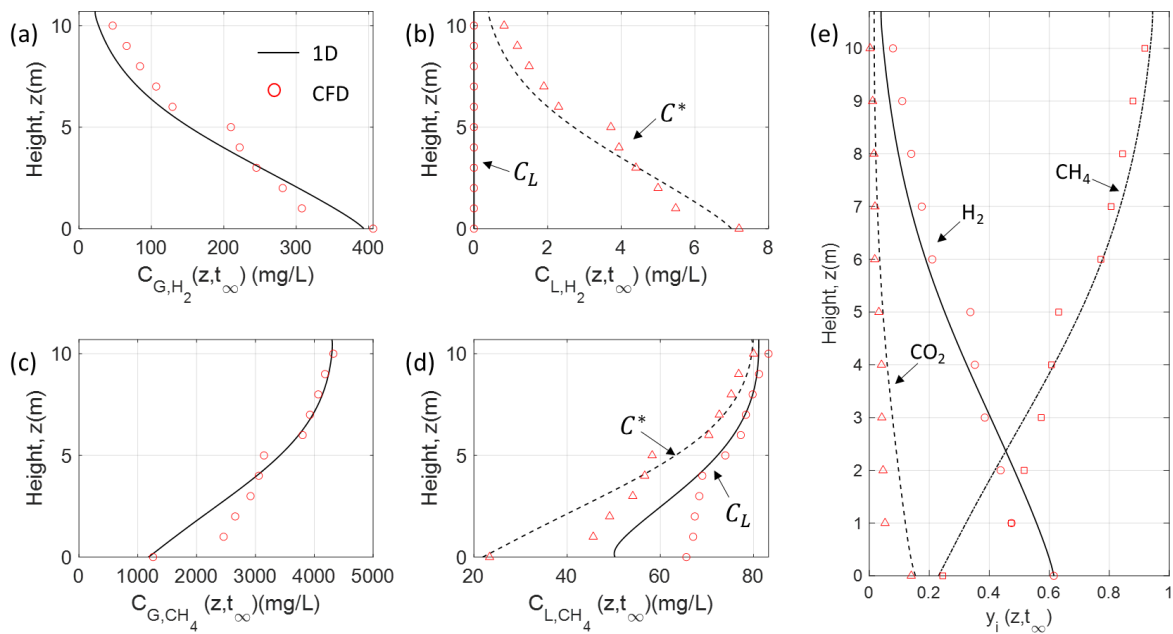 (a)
10
5
0
Height, z(m)
1D
CFD
0 100 200 300 400
C_G,H₂ (z,t∞) (mg/L)
(b)
10
5
0
Height, z(m)
C*
C_L
0 2 4 6 8
C_L,H₂ (z,t∞) (mg/L)
(c)
10
5
0
Height, z(m)
0 1000 2000 3000 4000 5000
C_G,CH₄ (z,t∞)(mg/L)
(d)
10
5
0
Height, z(m)
C*
C_L
20 40 60 80
C_L,CH₄ (z,t∞)(mg/L)
(e)
10
9
8
7
6
5
4
3
2
1
0
Height, z(m)
CH₄
H₂
CO₂
0 0.2 0.4 0.6 0.8 1
y_i (z,t∞)